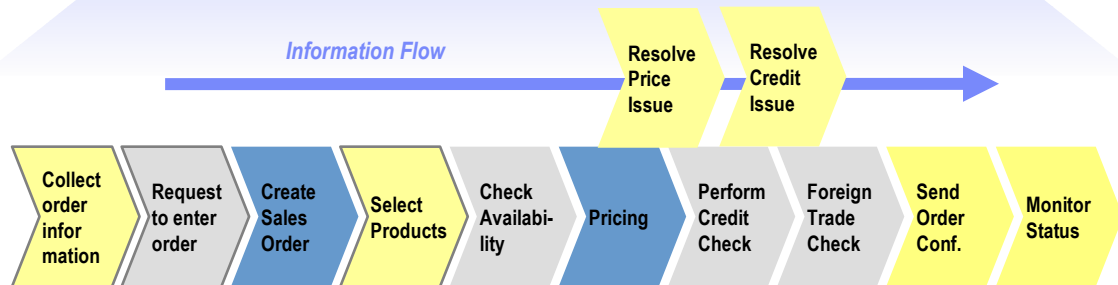 Information Flow
Resolve
Price
Issue
Resolve
Credit
Issue
Collect
order
infor
mation
Request
to enter
order
Create
Sales
Order
Select
Products
Check
Availabi-
lity
Pricing
Perform
Credit
Check
Foreign
Trade
Check
Send
Order
Conf.
Monitor
Status